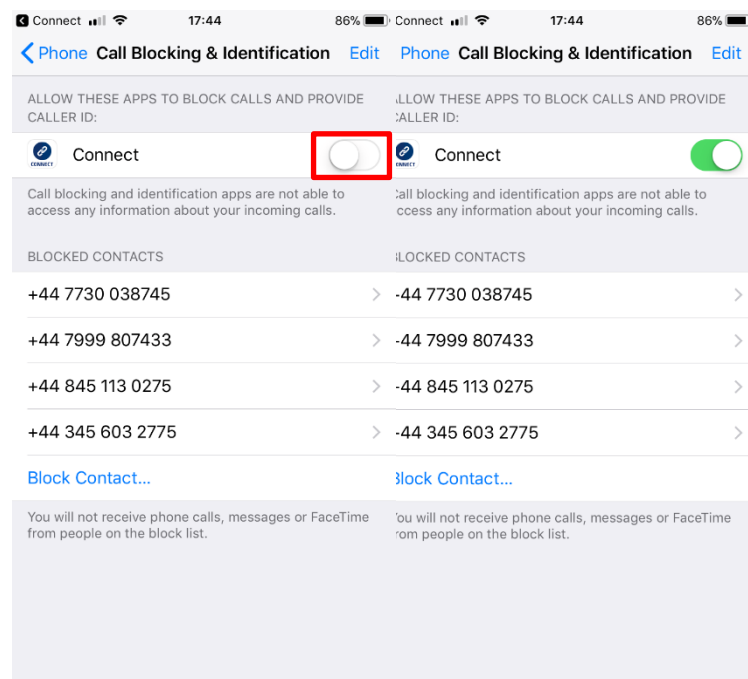 Connect 17:44 86%
Phone Call Blocking & Identification Edit
ALLOW THESE APPS TO BLOCK CALLS AND PROVIDE
CALLER ID:
CONNECT Connect
Call blocking and identification apps are not able to
access any information about your incoming calls.
BLOCKED CONTACTS
+44 7730 038745
+44 7999 807433
+44 845 113 0275
+44 345 603 2775
Block Contact...
You will not receive phone calls, messages or FaceTime
from people on the block list.
Connect 17:44 86%
Phone Call Blocking & Identification Edit
LLOW THESE APPS TO BLOCK CALLS AND PROVIDE
CALLER ID:
CONNECT Connect
Call blocking and identification apps are not able to
ccess any information about your incoming calls.
BLOCKED CONTACTS
-44 7730 038745
-44 7999 807433
-44 845 113 0275
-44 345 603 2775
Block Contact...
You will not receive phone calls, messages or FaceTime
rom people on the block list.